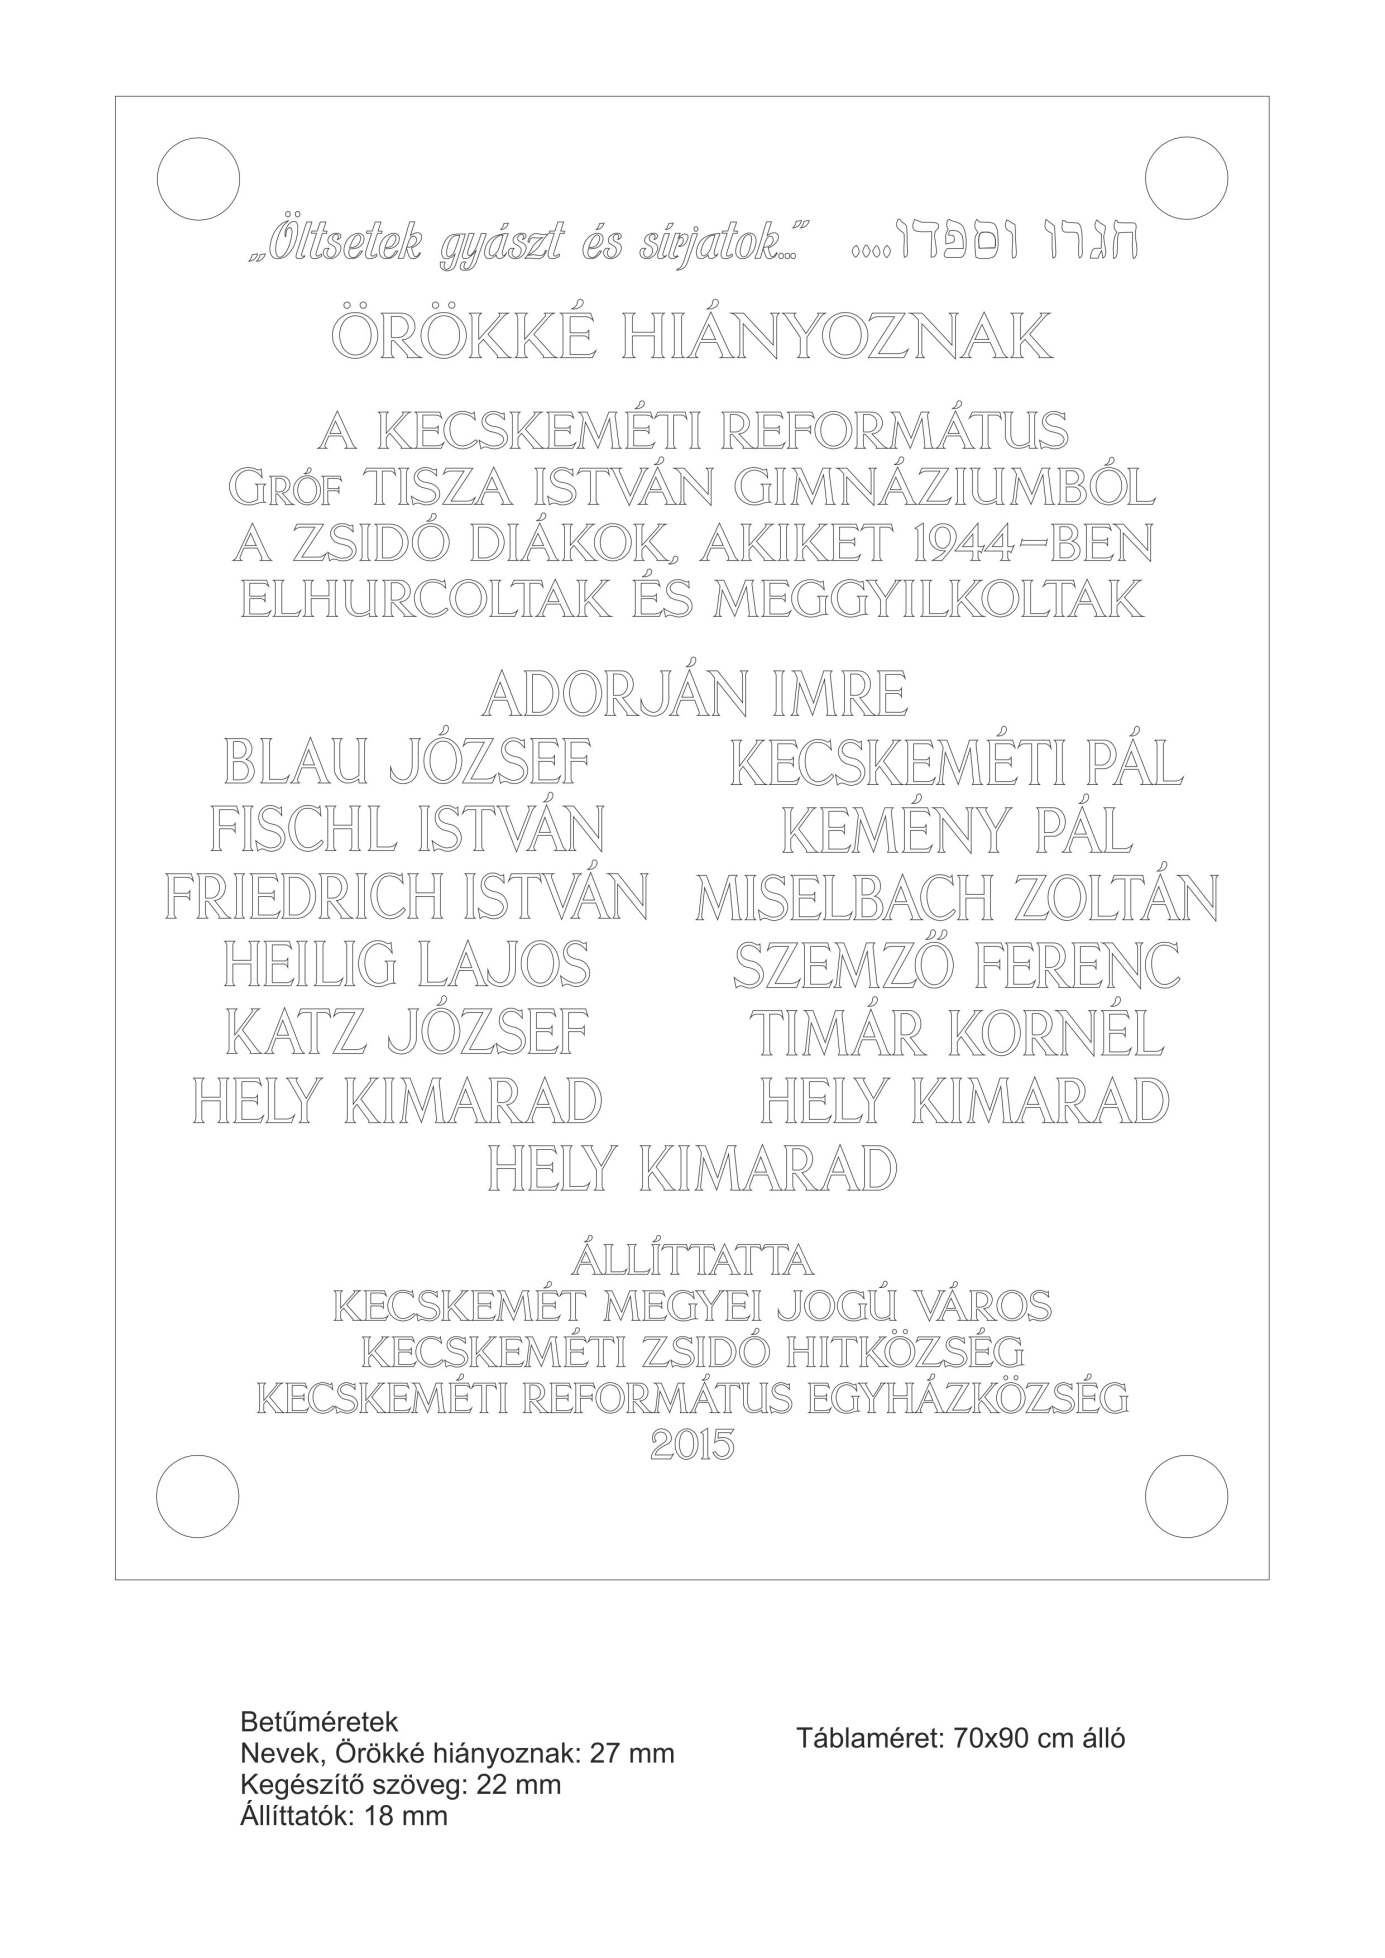 „Öltsetek gyászt és sírjatok...” חגרו וספדו....
ÖRÖKKÉ HIÁNYOZNAK
A KECSKEMÉTI REFORMÁTUS
GRÓF TISZA ISTVÁN GIMNÁZIUMBÓL
A ZSIDÓ DIÁKOK, AKIKET 1944-BEN
ELHURCOLTAK ÉS MEGGYILKOLTAK
ADORJÁN IMRE
BLAU JÓZSEF
FISCHL ISTVÁN
FRIEDRICH ISTVÁN
HEILIG LAJOS
KATZ JÓZSEF
HELY KIMARAD
KECSKEMÉTI PÁL
KEMÉNY PÁL
MISELBACH ZOLTÁN
SZEMZŐ FERENC
TIMÁR KORNÉL
HELY KIMARAD
HELY KIMARAD
ÁLLÍTTATTA
KECSKEMÉT MEGYEI JOGÚ VÁROS
KECSKEMÉTI ZSIDÓ HITKÖZSÉG
KECSKEMÉTI REFORMÁTUS EGYHÁZKÖZSÉG
2015
Betűméretek
Nevek, Örökké hiányoznak: 27 mm
Kegészítő szöveg: 22 mm
Állíttatók: 18 mm
Táblaméret: 70x90 cm álló